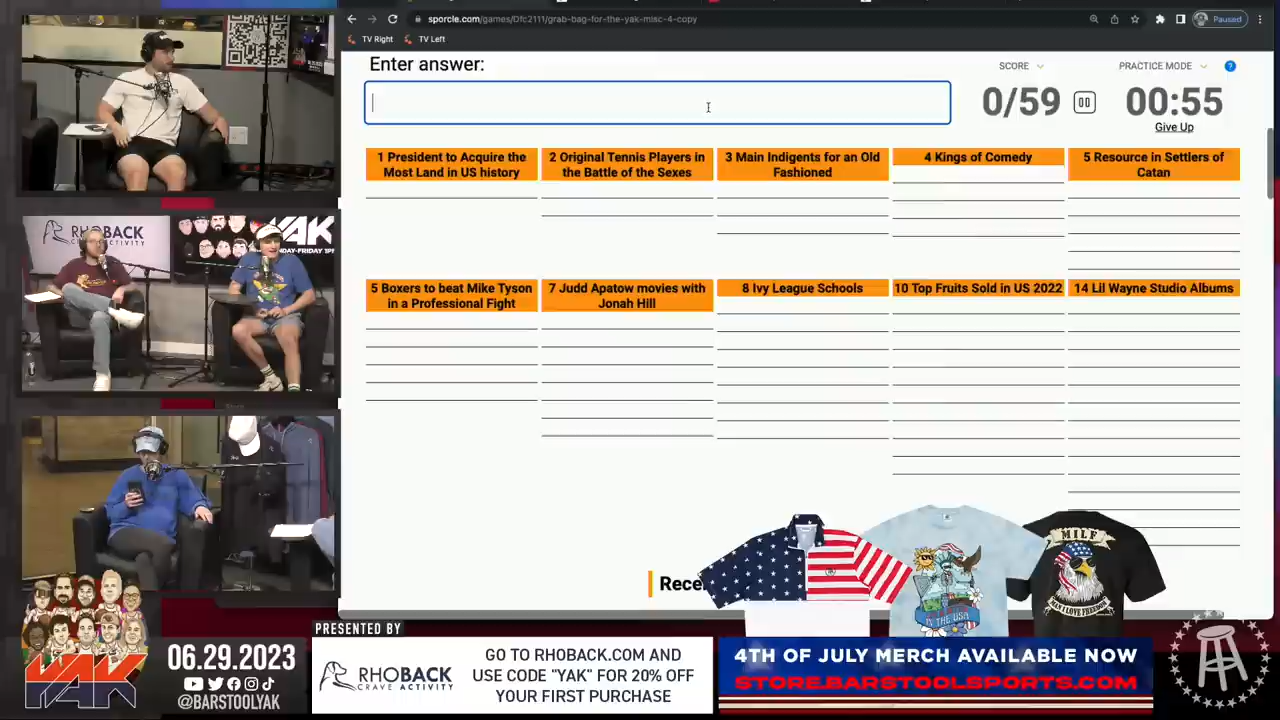 sporcle.com/games/Dfc2111/grab-bag-for-the-yak-misc-4-copy
Paused
TV Right
TV Left
Enter answer:
SCORE
PRACTICE MODE
?
0/59
00:55
Give Up
1 President to Acquire the
Most Land in US history
2 Original Tennis Players in
the Battle of the Sexes
3 Main Indigents for an Old
Fashioned
4 Kings of Comedy
5 Resource in Settlers of
Catan
5 Boxers to beat Mike Tyson
in a Professional Fight
7 Judd Apatow movies with
Jonah Hill
8 Ivy League Schools
10 Top Fruits Sold in US 2022
14 Lil Wayne Studio Albums
Rece
RHOBACK
CRAVE ACTIVITY
YAK
MONDAY-FRIDAY 1PM
MILF
MAN I LOVE FREEDOM
IN THE USA
YAK
06.29.2023
@BARSTOOLYAK
PRESENTED BY
RHOBACK
CRAVE ACTIVITY
GO TO RHOBACK.COM AND
USE CODE "YAK" FOR 20% OFF
YOUR FIRST PURCHASE
4TH OF JULY MERCH AVAILABLE NOW
STORE.BARSTOOLSPORTS.COM